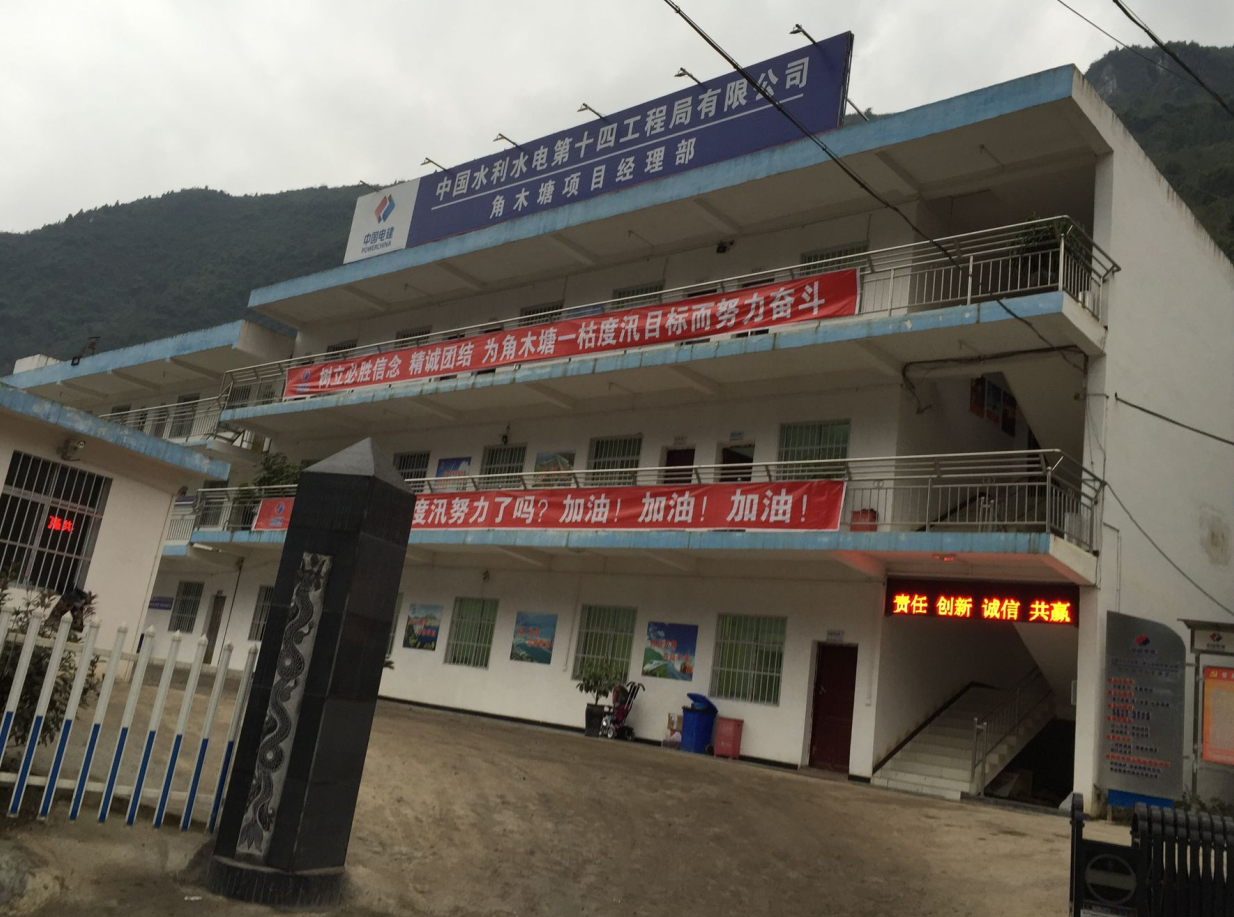 中国水利水电第十四工程局有限公司
角木塘项目经理部
中国电建
POWERCHINA
树立必胜信念 精诚团结 为角木塘一枯度汛目标而努力奋斗
度汛努力了吗？加油！加油！加油！
责任 创新 诚信 共赢